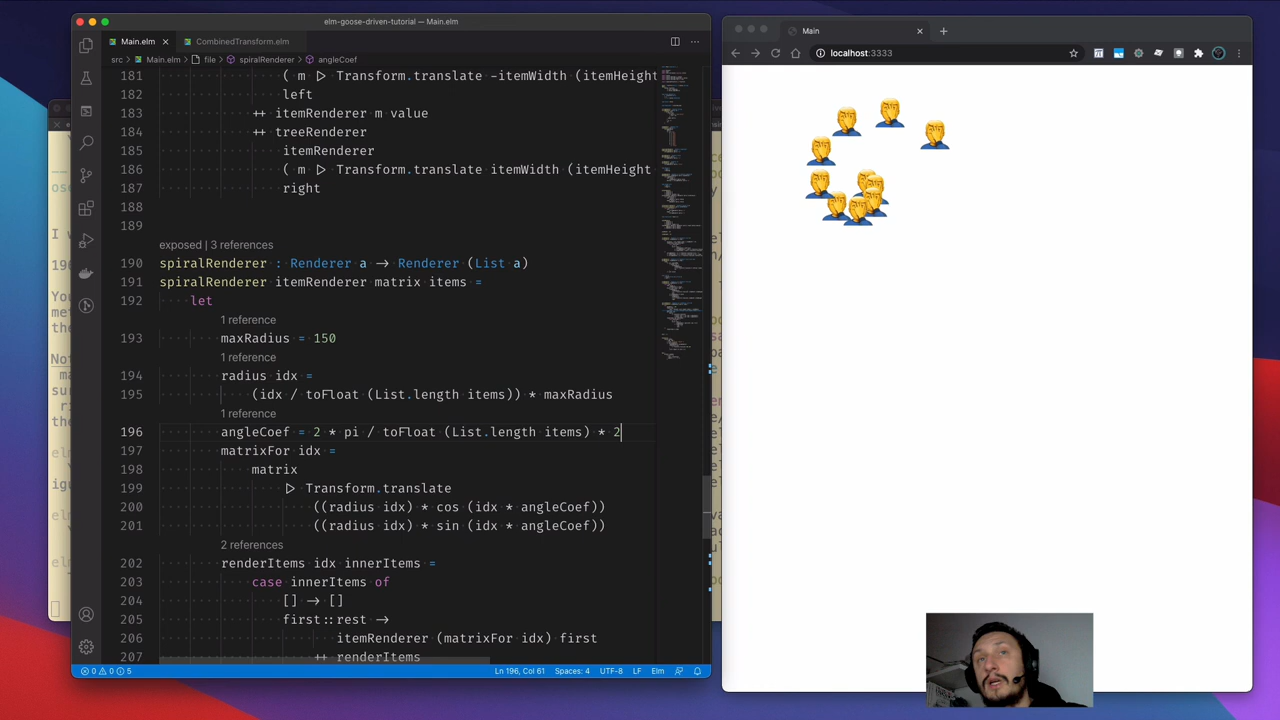 elm-goose-driven-tutorial — Main.elm
Main.elm
CombinedTransform.elm
src > Main.elm > file > spiralRenderer > angleCoef
181 ( m ▷ Transform.translate -itemWidth (itemHeight
182 left
183 ++ itemRenderer m value
184 ++ treeRenderer
185 itemRenderer
186 ( m ▷ Transform.translate itemWidth (itemHeight
187 right
188
189
exposed | 3 references
190 spiralRenderer : Renderer a → Renderer (List a)
191 spiralRenderer itemRenderer matrix items =
192 let
1 reference
193 maxRadius = 150
1 reference
194 radius idx =
195 (idx / toFloat (List.length items)) * maxRadius
1 reference
196 angleCoef = 2 * pi / toFloat (List.length items) * 2
197 matrixFor idx =
198 matrix
199 ▷ Transform.translate
200 ((radius idx) * cos (idx * angleCoef))
201 ((radius idx) * sin (idx * angleCoef))
2 references
202 renderItems idx innerItems =
203 case innerItems of
204 [] → []
205 first::rest →
206 itemRenderer (matrixFor idx) first
207 ++ renderItems
0 0 5
Ln 196, Col 61 Spaces: 4 UTF-8 LF Elm
Main
localhost:3333